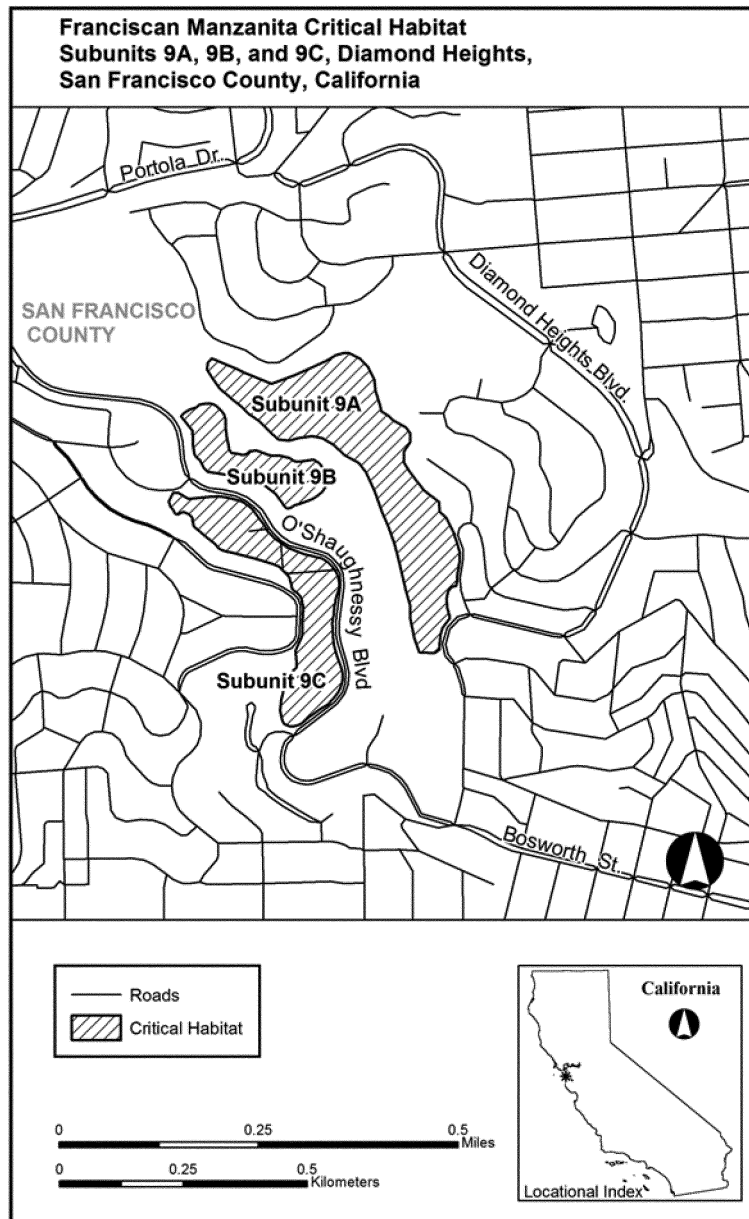 Franciscan Manzanita Critical Habitat
Subunits 9A, 9B, and 9C, Diamond Heights,
San Francisco County, California
Portola Dr.
Diamond Heights Blvd.
SAN FRANCISCO
COUNTY
Subunit 9A
Subunit 9B
O'Shaughnessy Blvd
Subunit 9C
Bosworth St.
Roads
Critical Habitat
California
0 0.25 0.5
Miles
0 0.25 0.5
Kilometers
Locational Index